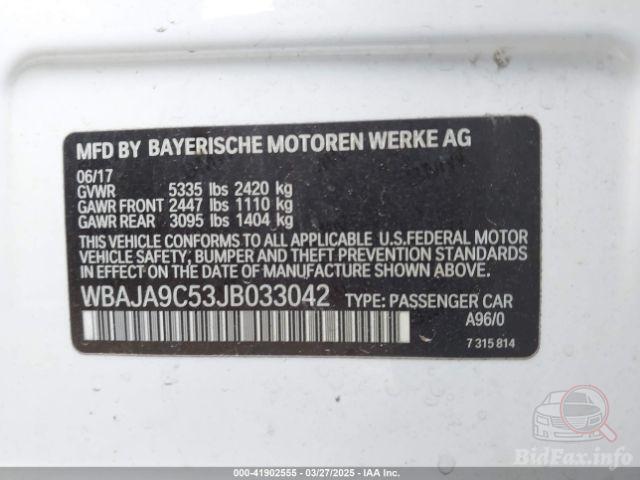 MFD BY BAYERISCHE MOTOREN WERKE AG
06/17
GVWR 5335 lbs 2420 kg
GAWR FRONT 2447 lbs 1110 kg
GAWR REAR 3095 lbs 1404 kg
THIS VEHICLE CONFORMS TO ALL APPLICABLE U.S.FEDERAL MOTOR
VEHICLE SAFETY, BUMPER, AND THEFT PREVENTION STANDARDS
IN EFFECT ON THE DATE OF MANUFACTURE SHOWN ABOVE.
WBAJA9C53JB033042 TYPE: PASSENGER CAR
A96/0
7 315 814
BidFax.info
000-41902555 - 03/27/2025 - IAA Inc.